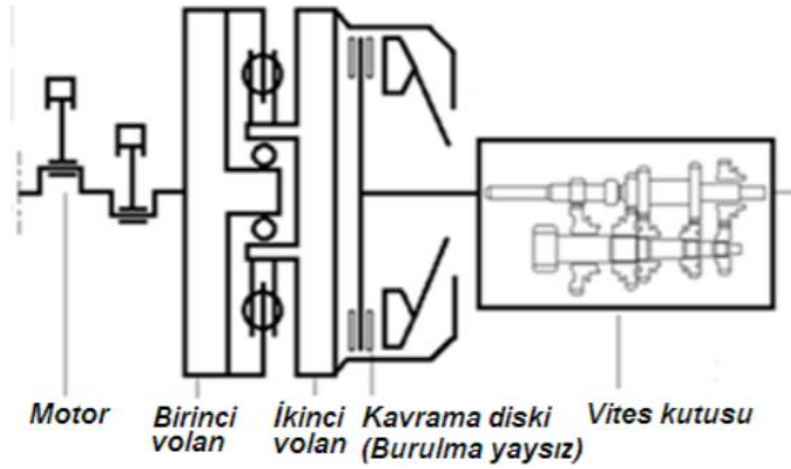 Motor
Birinci
volan
İkinci
volan
Kavrama diski
(Burulma yaysız)
Vites kutusu